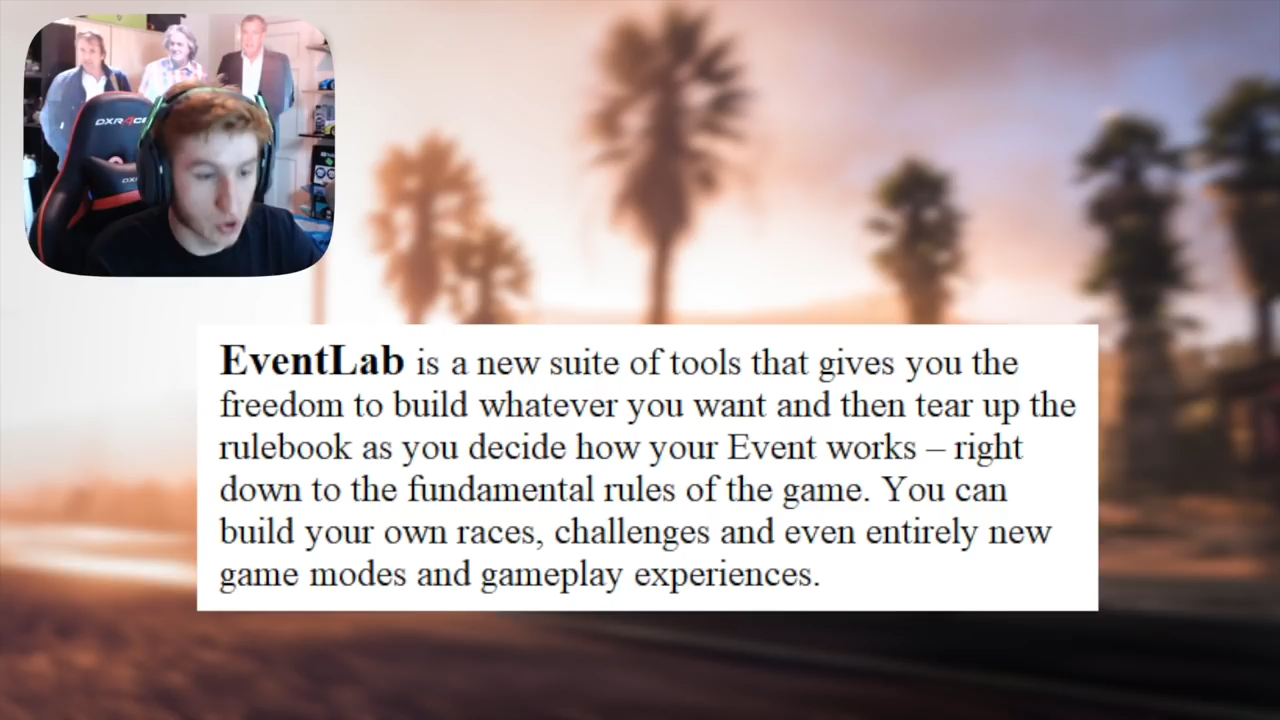 DXR4CE
DX
EventLab is a new suite of tools that gives you the
freedom to build whatever you want and then tear up the
rulebook as you decide how your Event works – right
down to the fundamental rules of the game. You can
build your own races, challenges and even entirely new
game modes and gameplay experiences.